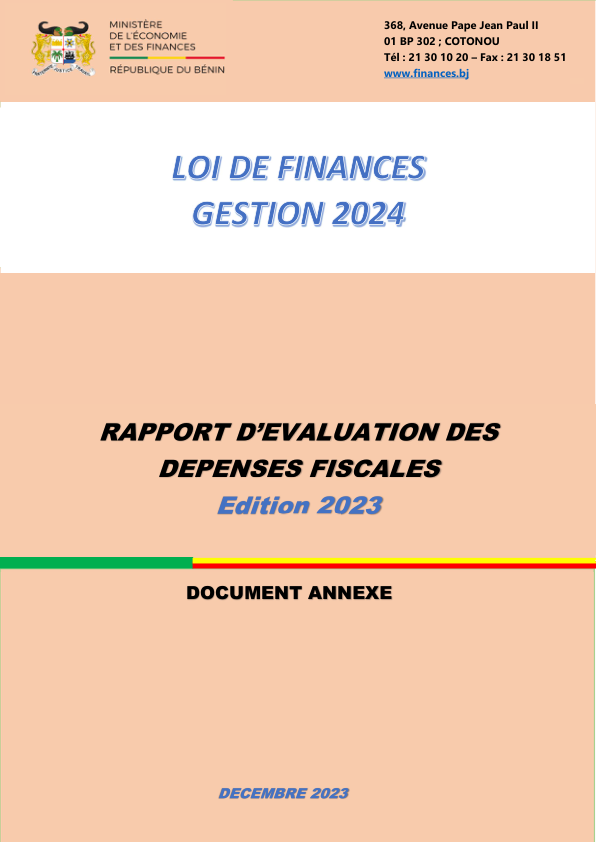 MINISTÈRE
DE L'ÉCONOMIE
ET DES FINANCES
RÉPUBLIQUE DU BÉNIN
368, Avenue Pape Jean Paul II
01 BP 302 ; COTONOU
Tél : 21 30 10 20 – Fax : 21 30 18 51
www.finances.bj
LOI DE FINANCES
GESTION 2024
RAPPORT D'EVALUATION DES
DEPENSES FISCALES
Edition 2023
DOCUMENT ANNEXE
DECEMBRE 2023